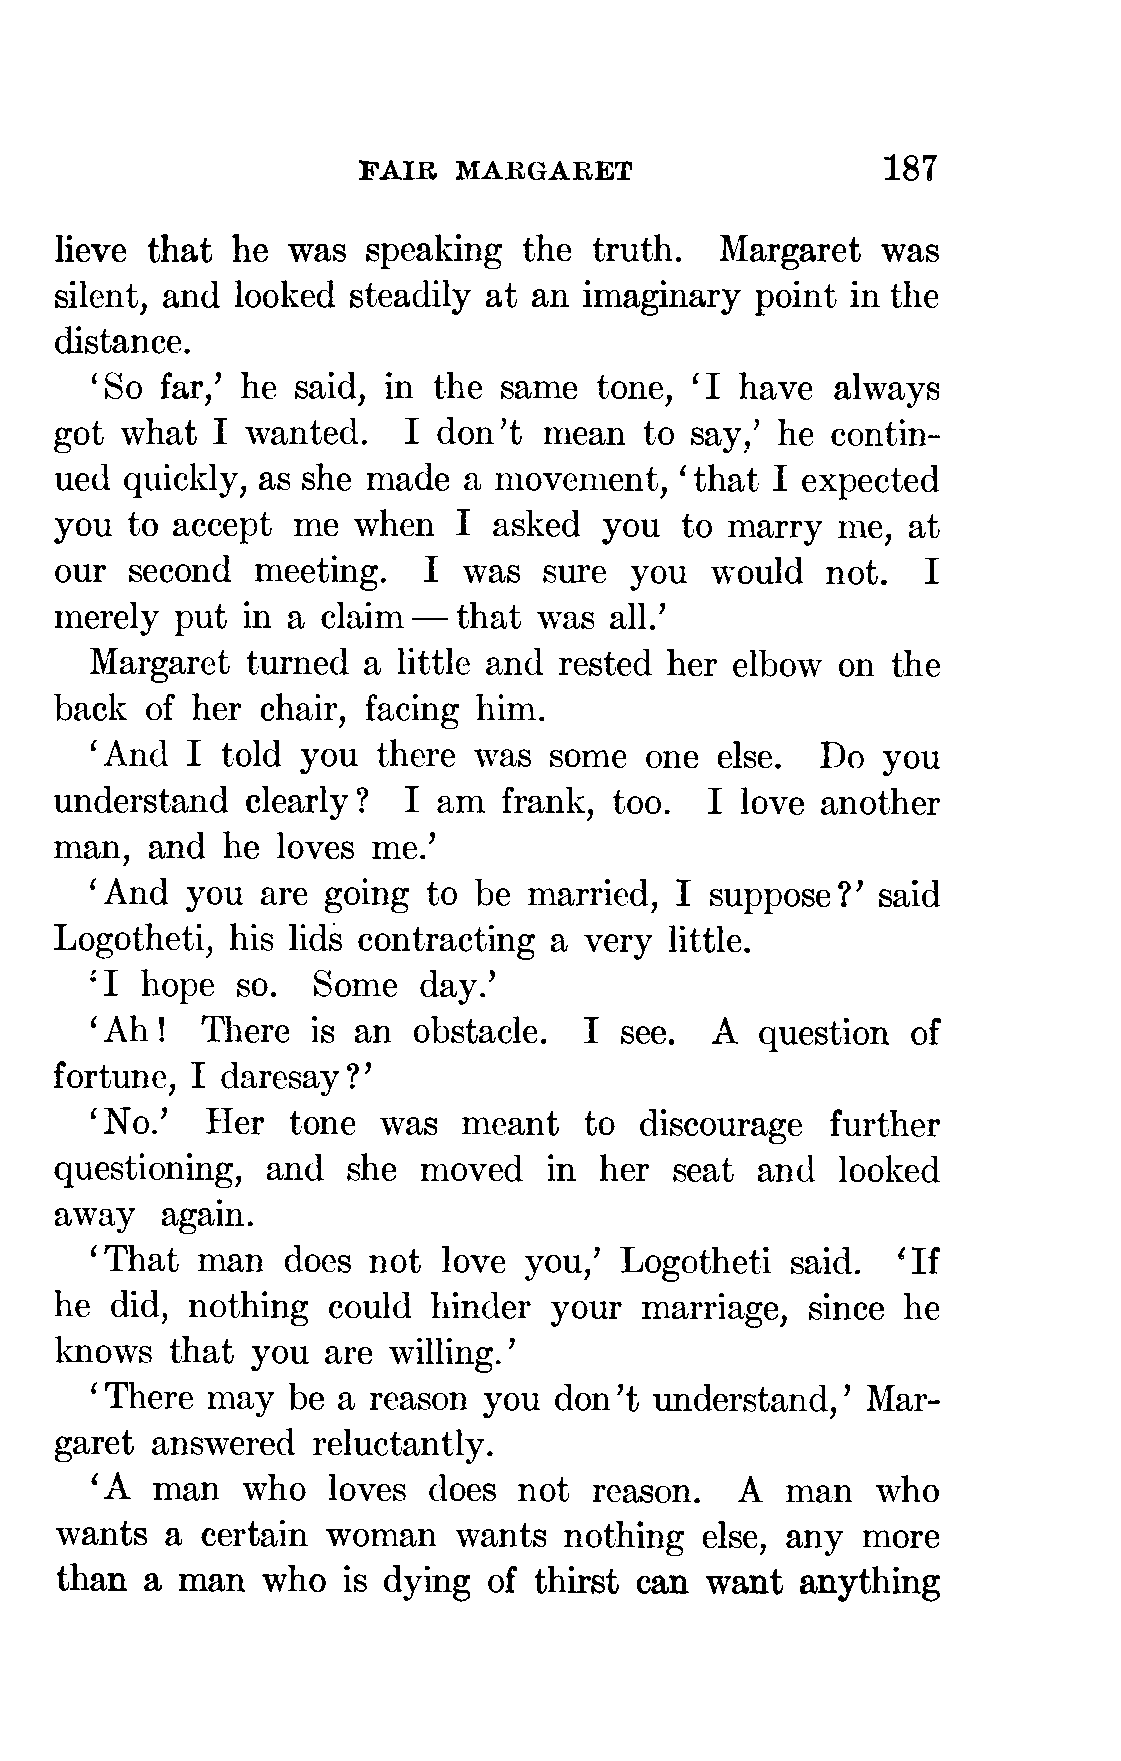 FAIR MARGARET 187
lieve that he was speaking the truth. Margaret was
silent, and looked steadily at an imaginary point in the
distance.
‘So far,’ he said, in the same tone, ‘I have always
got what I wanted. I don’t mean to say,’ he contin-
ued quickly, as she made a movement, ‘that I expected
you to accept me when I asked you to marry me, at
our second meeting. I was sure you would not. I
merely put in a claim — that was all.’
Margaret turned a little and rested her elbow on the
back of her chair, facing him.
‘And I told you there was some one else. Do you
understand clearly? I am frank, too. I love another
man, and he loves me.’
‘And you are going to be married, I suppose?’ said
Logotheti, his lids contracting a very little.
‘I hope so. Some day.’
‘Ah! There is an obstacle. I see. A question of
fortune, I daresay?’
‘No.’ Her tone was meant to discourage further
questioning, and she moved in her seat and looked
away again.
‘That man does not love you,’ Logotheti said. ‘If
he did, nothing could hinder your marriage, since he
knows that you are willing.’
‘There may be a reason you don’t understand,’ Mar-
garet answered reluctantly.
‘A man who loves does not reason. A man who
wants a certain woman wants nothing else, any more
than a man who is dying of thirst can want anything